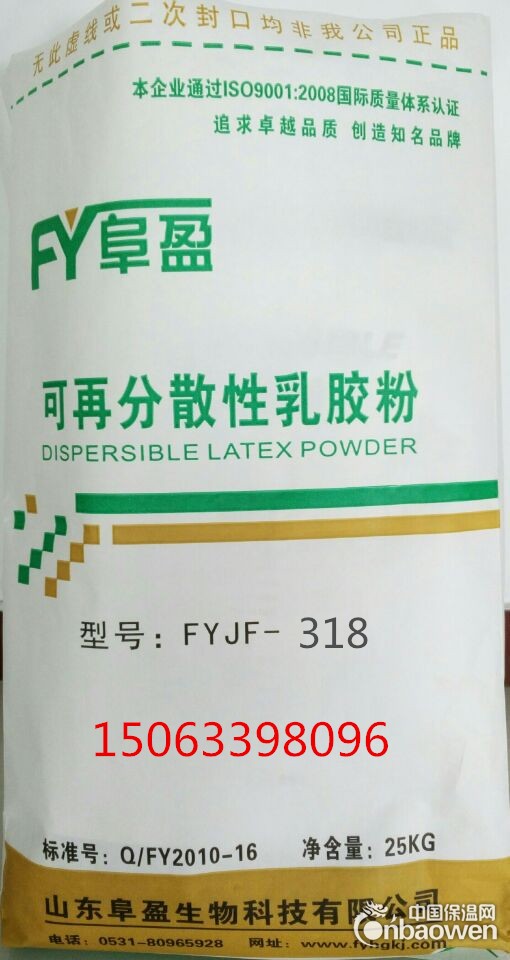 无此虚线或二次封口均非我公司正品
本企业通过ISO9001:2008国际质量体系认证
追求卓越品质 创造知名品牌
FY阜盈
可再分散性乳胶粉
DISPERSIBLE LATEX POWDER
型号：FYJF-318
15063398096
标准号：Q/FY2010-16 净含量：25KG
山东阜盈生物科技有限公司
电话：0531-80965928 网址：www.fyhgkj.com
中国保温网
Cnbaowen